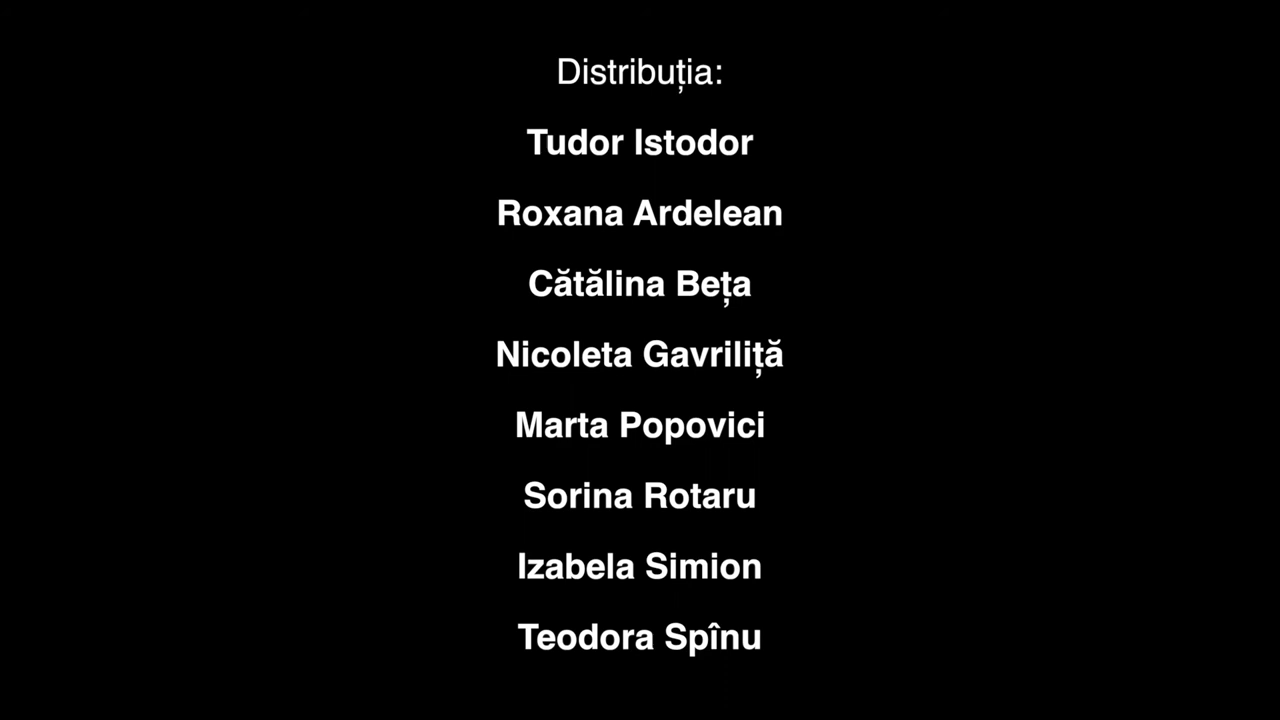 Distribuția:
Tudor Istodor
Roxana Ardelean
Cătălina Beța
Nicoleta Gavriliță
Marta Popovici
Sorina Rotaru
Izabela Simion
Teodora Spînu